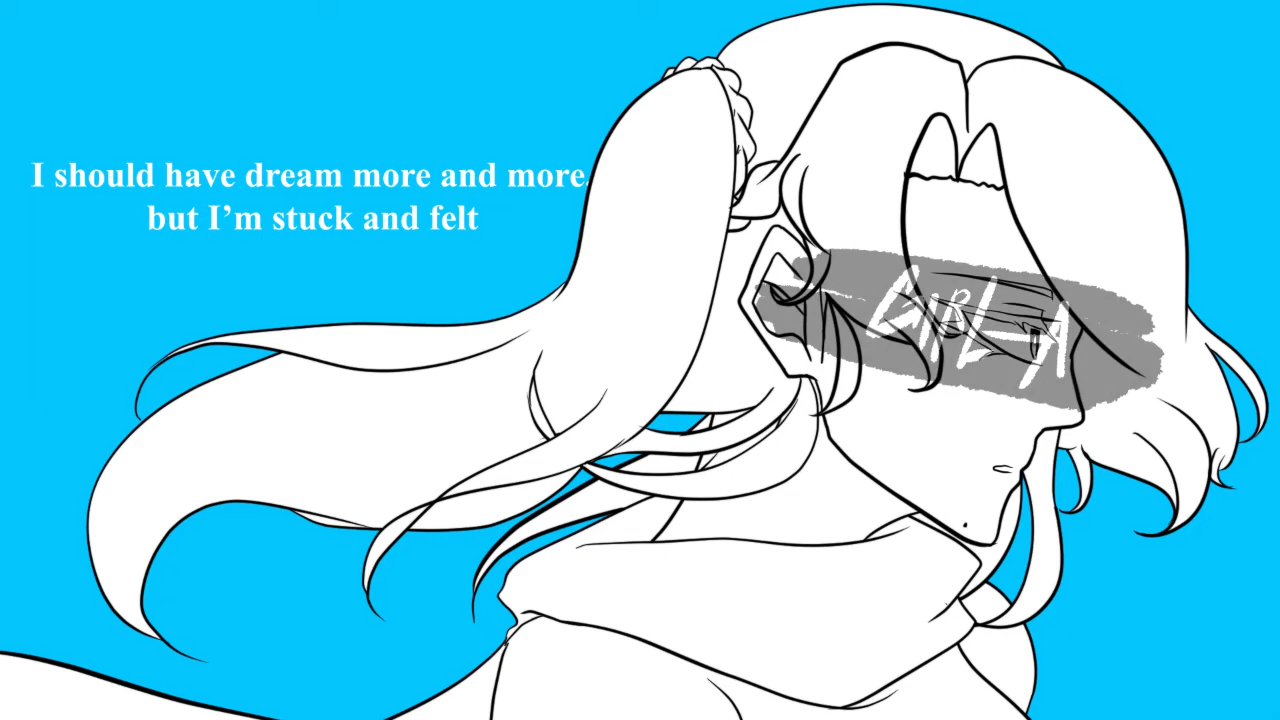 I should have dream more and more.
but I’m stuck and felt